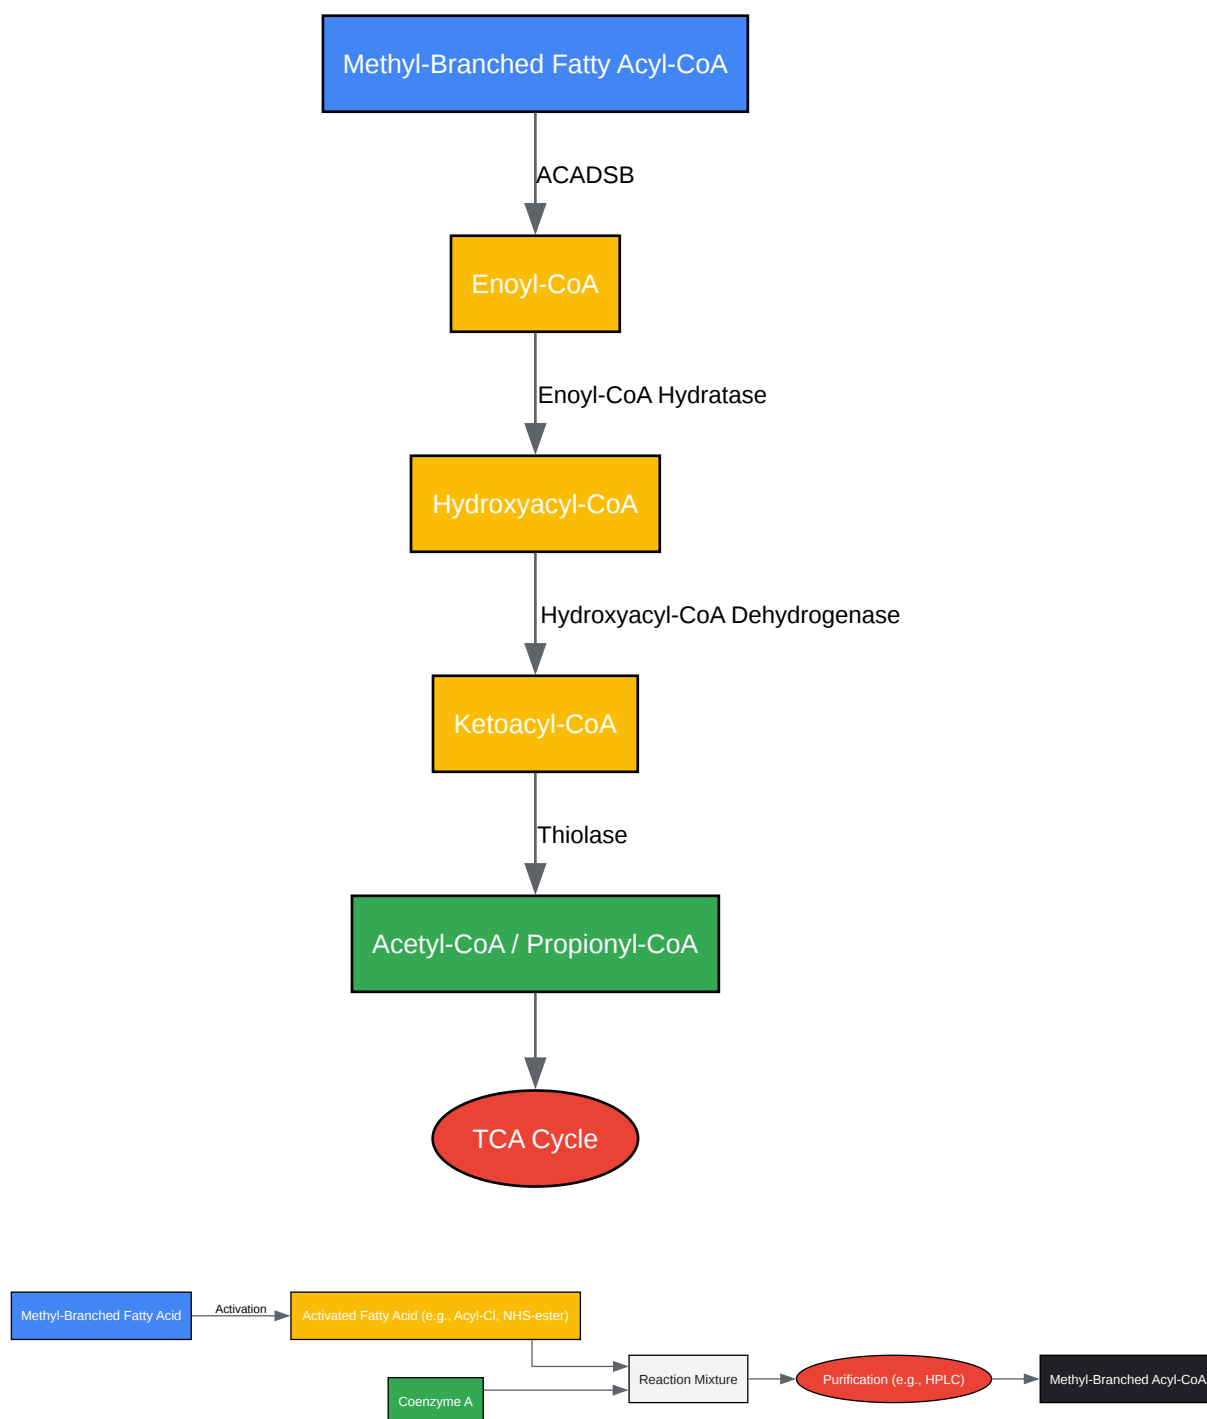 Methyl-Branched Fatty Acyl-CoA
ACADSB
Enoyl-CoA
Enoyl-CoA Hydratase
Hydroxyacyl-CoA
Hydroxyacyl-CoA Dehydrogenase
Ketoacyl-CoA
Thiolase
Acetyl-CoA / Propionyl-CoA
TCA Cycle
Methyl-Branched Fatty Acid
Activation
Activated Fatty Acid (e.g., Acyl-Cl, NHS-ester)
Coenzyme A
Reaction Mixture
Purification (e.g., HPLC)
Methyl-Branched Acyl-CoA